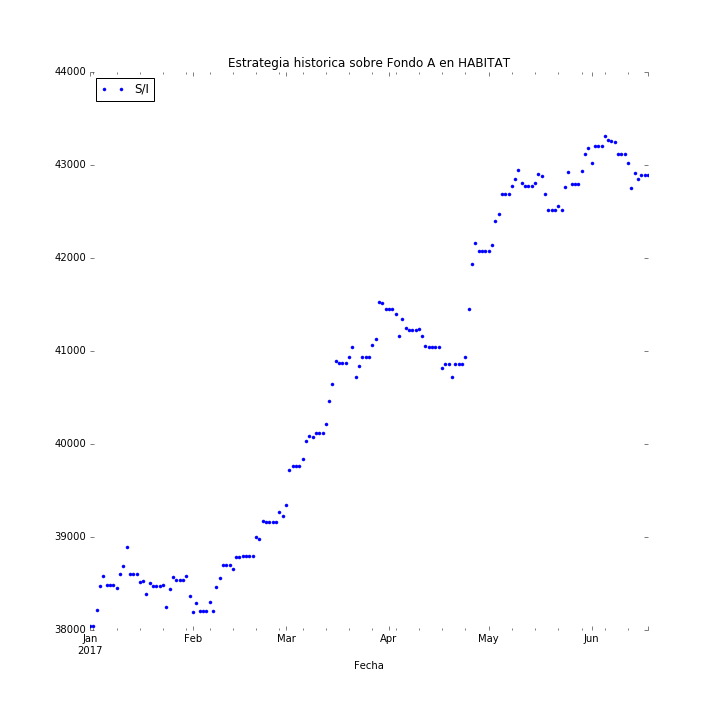 Estrategia historica sobre Fondo A en HABITAT
44000
S/I
43000
42000
41000
40000
39000
38000
Jan Feb Mar Apr May Jun
2017
Fecha